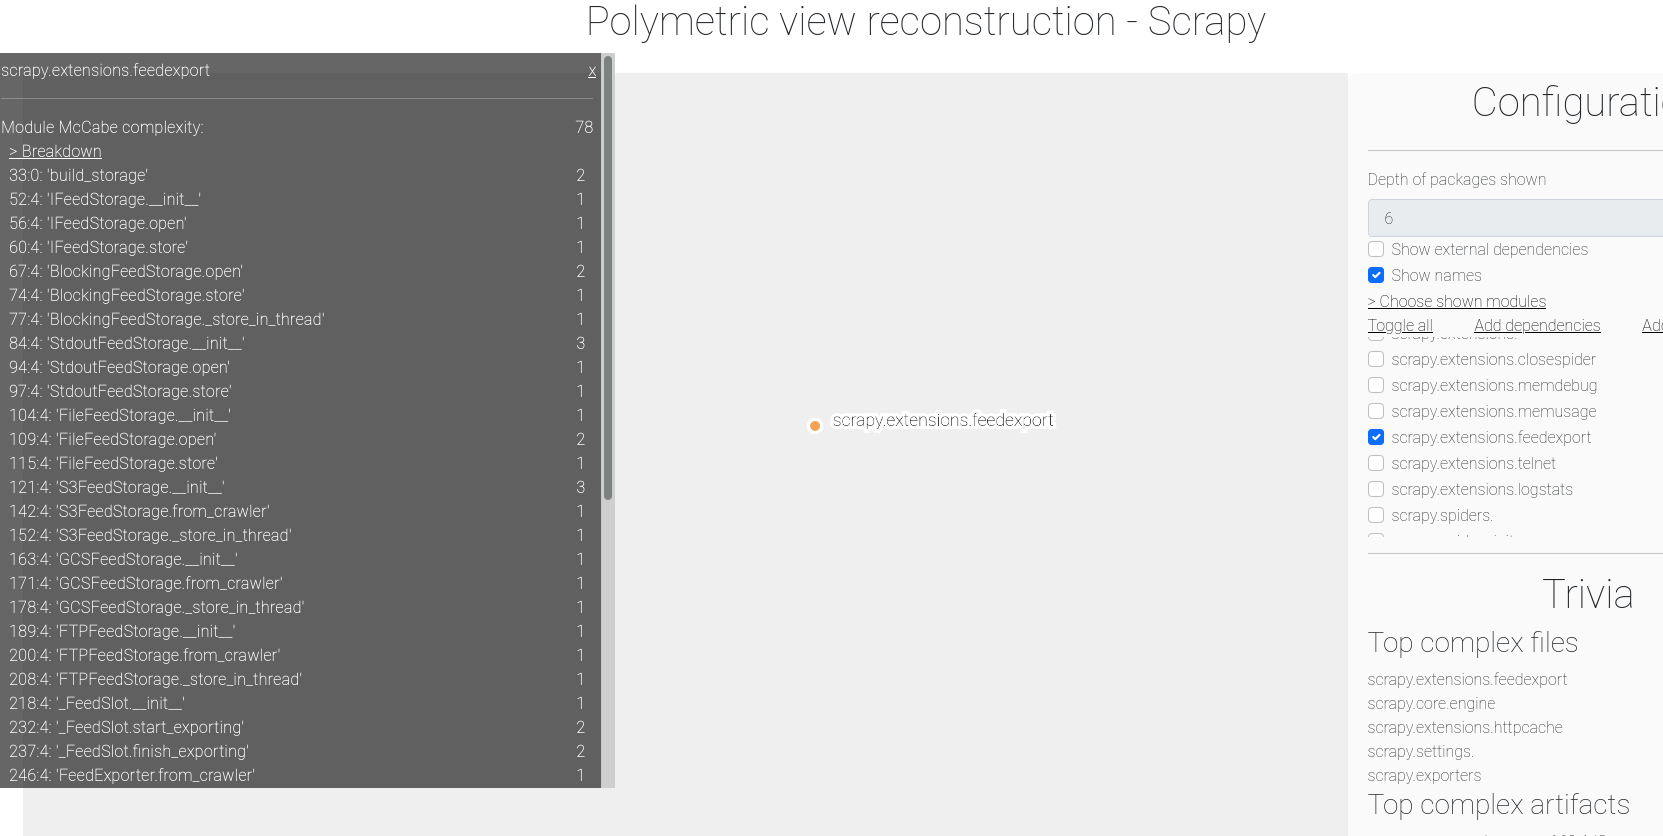 Polymetric view reconstruction - Scrapy
scrapy.extensions.feedexport x
Module McCabe complexity: 78
> Breakdown
33:0: 'build_storage' 2
52:4: 'IFeedStorage.__init__' 1
56:4: 'IFeedStorage.open' 1
60:4: 'IFeedStorage.store' 1
67:4: 'BlockingFeedStorage.open' 2
74:4: 'BlockingFeedStorage.store' 1
77:4: 'BlockingFeedStorage._store_in_thread' 1
84:4: 'StdoutFeedStorage.__init__' 3
94:4: 'StdoutFeedStorage.open' 1
97:4: 'StdoutFeedStorage.store' 1
104:4: 'FileFeedStorage.__init__' 1
109:4: 'FileFeedStorage.open' 2
115:4: 'FileFeedStorage.store' 1
121:4: 'S3FeedStorage.__init__' 3
142:4: 'S3FeedStorage.from_crawler' 1
152:4: 'S3FeedStorage._store_in_thread' 1
163:4: 'GCSFeedStorage.__init__' 1
171:4: 'GCSFeedStorage.from_crawler' 1
178:4: 'GCSFeedStorage._store_in_thread' 1
189:4: 'FTPFeedStorage.__init__' 1
200:4: 'FTPFeedStorage.from_crawler' 1
208:4: 'FTPFeedStorage._store_in_thread' 1
218:4: '_FeedSlot.__init__' 1
232:4: '_FeedSlot.start_exporting' 2
237:4: '_FeedSlot.finish_exporting' 2
246:4: 'FeedExporter.from_crawler' 1
scrapy.extensions.feedexport
Configurati
Depth of packages shown
6
Show external dependencies
Show names
> Choose shown modules
Toggle all Add dependencies Add
scrapy.extensions.
scrapy.extensions.closespider
scrapy.extensions.memdebug
scrapy.extensions.memusage
scrapy.extensions.feedexport
scrapy.extensions.telnet
scrapy.extensions.logstats
scrapy.spiders.
Trivia
Top complex files
scrapy.extensions.feedexport
scrapy.core.engine
scrapy.extensions.httpcache
scrapy.settings.
scrapy.exporters
Top complex artifacts